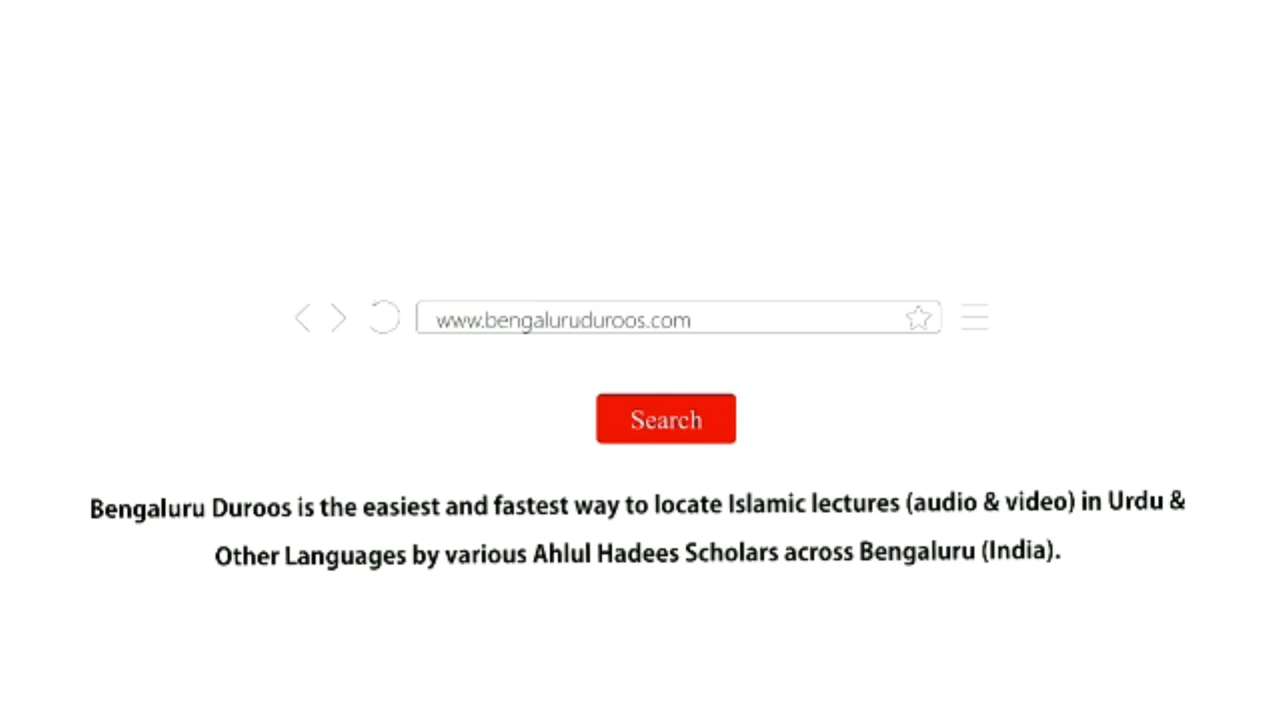 www.bengaluruduroos.com
Search
Bengaluru Duroos is the easiest and fastest way to locate Islamic lectures (audio & video) in Urdu &
Other Languages by various Ahlul Hadees Scholars across Bengaluru (India).